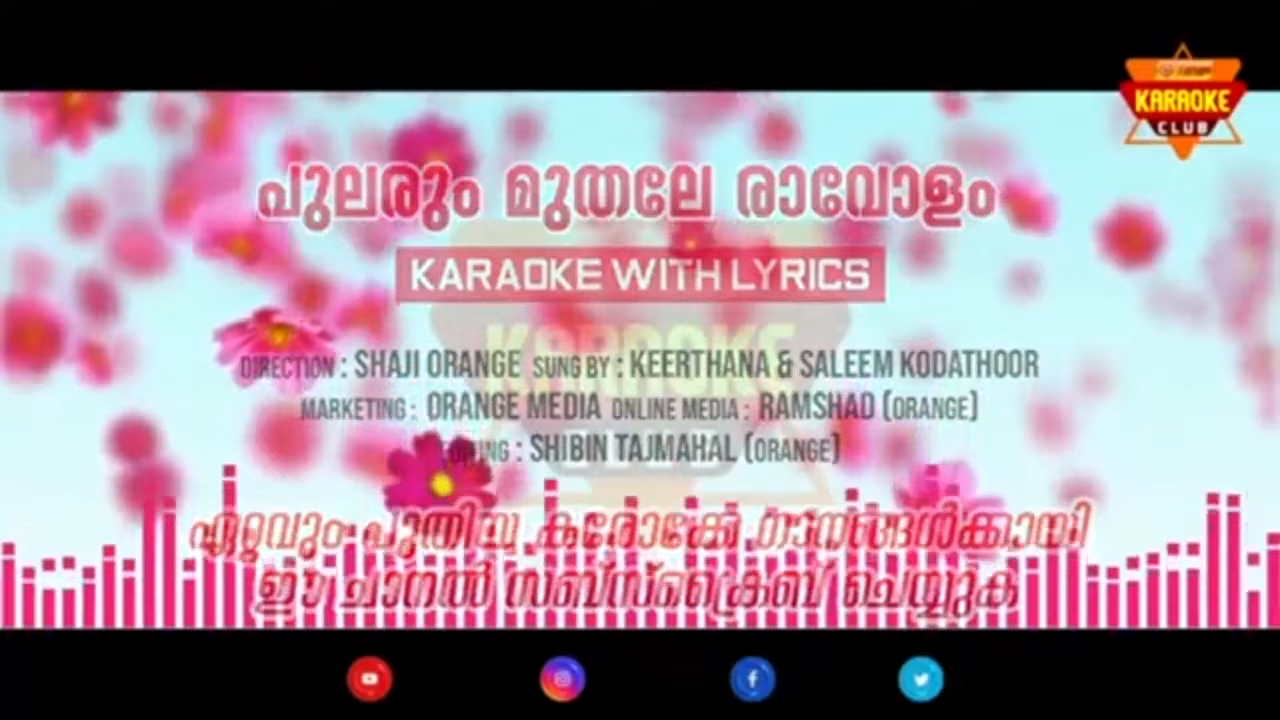 KARAOKE
CLUB
പുലരും മുതലേ രാവോളം
KARAOKE WITH LYRICS
DIRECTION : SHAJI ORANGE SUNG BY : KEERTHANA & SALEEM KODATHOOR
MARKETING : ORANGE MEDIA ONLINE MEDIA : RAMSHAD (ORANGE)
: SHIBIN TAJMAHAL (ORANGE)
ഏറ്റവും പുതിയ കരോക്കേ ഗാനങ്ങൾക്കായി
ഈ ചാനൽ സബ്സ്ക്രൈബ് ചെയ്യുക